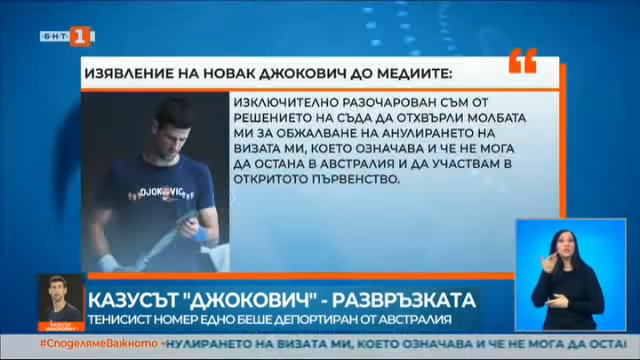 БНТ 1
ИЗЯВЛЕНИЕ НА НОВАК ДЖОКОВИЧ ДО МЕДИИТЕ:
ИЗКЛЮЧИТЕЛНО РАЗОЧАРОВАН СЪМ ОТ
РЕШЕНИЕТО НА СЪДА ДА ОТХВЪРЛИ МОЛБАТА
МИ ЗА ОБЖАЛВАНЕ НА АНУЛИРАНЕТО НА
ВИЗАТА МИ, КОЕТО ОЗНАЧАВА И ЧЕ НЕ МОГА
ДА ОСТАНА В АВСТРАЛИЯ И ДА УЧАСТВАМ В
ОТКРИТОТО ПЪРВЕНСТВО.
DJOKOVIC
КАЗУСЪТ "ДЖОКОВИЧ" - РАЗВРЪЗКАТА
ТЕНИСИСТ НОМЕР ЕДНО БЕШЕ ДЕПОРТИРАН ОТ АВСТРАЛИЯ
#СподелямеВажното
НУЛИРАНЕТО НА ВИЗАТА МИ, КОЕТО ОЗНАЧАВА И ЧЕ НЕ МОГА ДА ОСТА